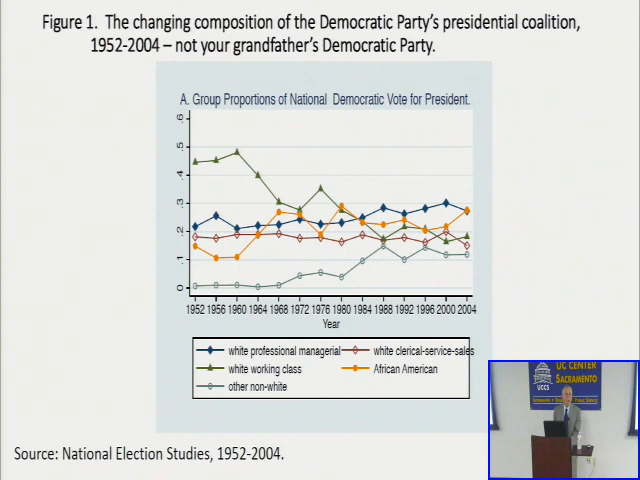 Figure 1.  The changing composition of the Democratic Party's presidential coalition,
1952-2004 – not your grandfather's Democratic Party.
A. Group Proportions of National  Democratic Vote for President.
.6
.5
.4
.3
.2
.1
0
1952 1956 1960 1964 1968 1972 1976 1980 1984 1988 1992 1996 2000 2004
Year
white professional managerial
white clerical-service-sales
white working class
African American
other non-white
Source: National Election Studies, 1952-2004.
UC CENTER
SACRAMENTO
UCCS